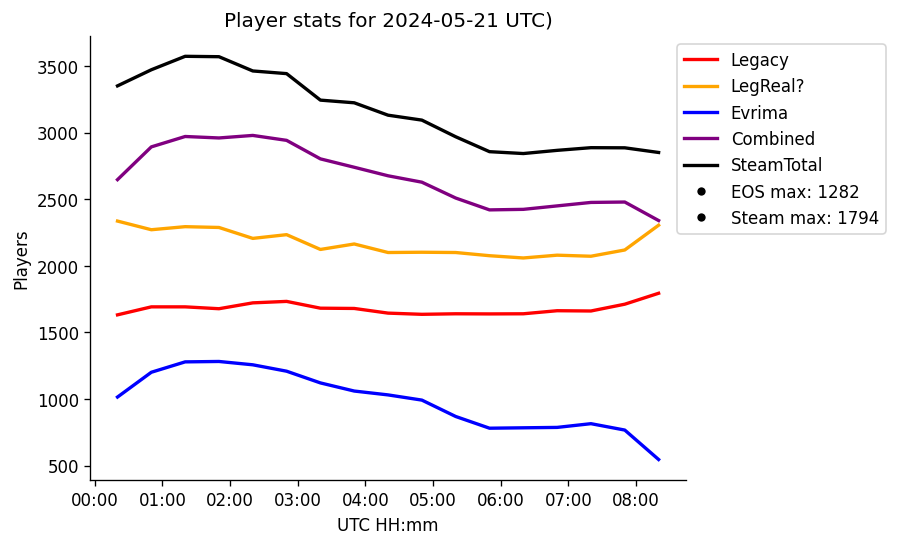 Player stats for 2024-05-21 UTC)
Players
3500
3000
2500
2000
1500
1000
500
00:00 01:00 02:00 03:00 04:00 05:00 06:00 07:00 08:00
UTC HH:mm
Legacy
LegReal?
Evrima
Combined
SteamTotal
EOS max: 1282
Steam max: 1794